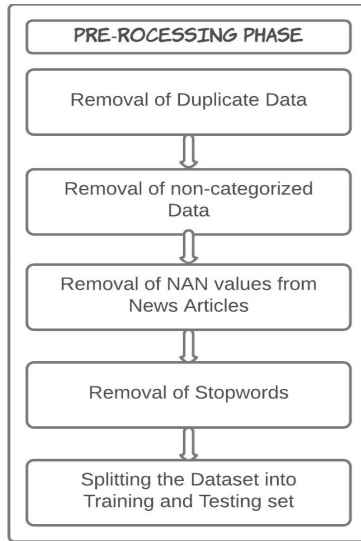 PRE-ROCESSING PHASE
Removal of Duplicate Data
Removal of non-categorized
Data
Removal of NAN values from
News Articles
Removal of Stopwords
Splitting the Dataset into
Training and Testing set